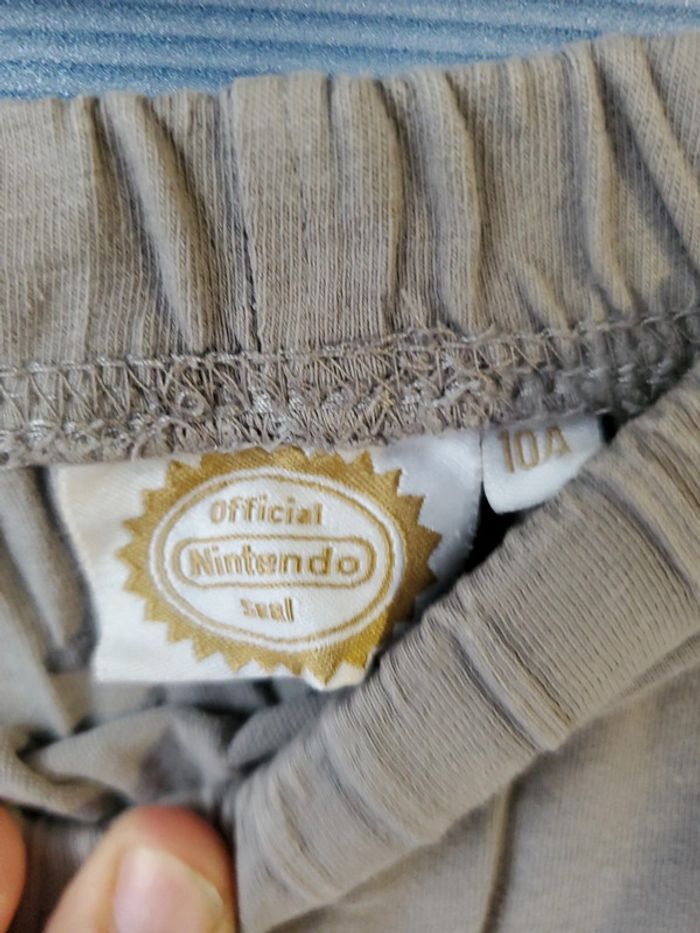 Official
Nintendo
Seal
10A